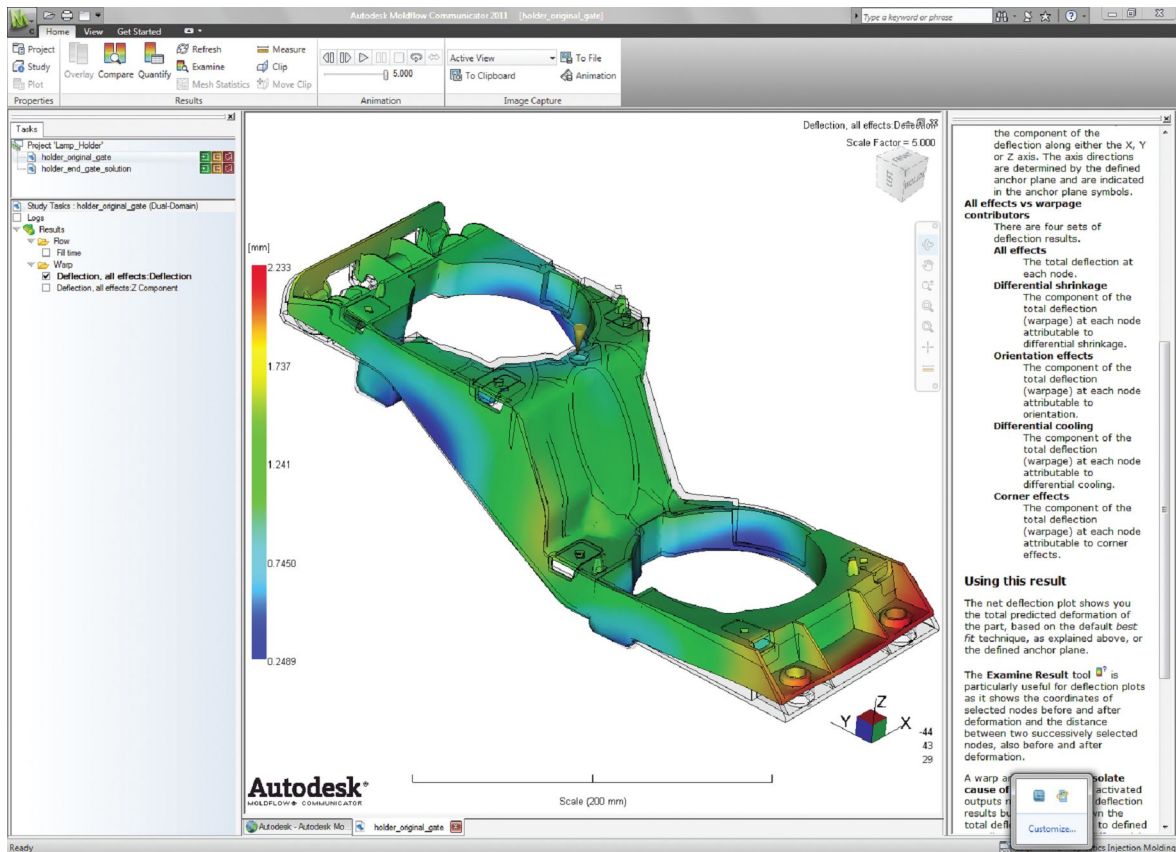 Autodesk Moldflow Communicator 2011 [holder_original_gate]
Type a keyword or phrase
Home View Get Started
Project
Study
Plot
Properties
Overlay Compare Quantify
Refresh
Examine
Mesh Statistics
Measure
Clip
Move Clip
Results
5.000
Animation
Active View
To Clipboard
To File
Animation
Image Capture
Tasks
Project 'Lamp_Holder'
holder_original_gate
holder_end_gate_solution
Study Tasks : holder_original_gate (Dual-Domain)
Logs
Results
Flow
Fill time
Warp
Deflection, all effects:Deflection
Deflection, all effects:Z Component
Deflection, all effects:Deflection
Scale Factor = 5.000
[mm]
2.233
1.737
1.241
0.7450
0.2489
Z
Y X
-44
43
29
Autodesk®
MOLDFLOW® COMMUNICATOR
Scale (200 mm)
Autodesk - Autodesk Mo...
holder_original_gate
Ready
the component of the
deflection along either the X, Y
or Z axis. The axis directions
are determined by the defined
anchor plane and are indicated
in the anchor plane symbols.
All effects vs warpage
contributors
There are four sets of
deflection results.
All effects
The total deflection at
each node.
Differential shrinkage
The component of the
total deflection
(warpage) at each node
attributable to
differential shrinkage.
Orientation effects
The component of the
total deflection
(warpage) at each node
attributable to
orientation.
Differential cooling
The component of the
total deflection
(warpage) at each node
attributable to
differential cooling.
Corner effects
The component of the
total deflection
(warpage) at each node
attributable to corner
effects.
Using this result
The net deflection plot shows you
the total predicted deformation of
the part, based on the default best
fit technique, as explained above, or
the defined anchor plane.
The Examine Result tool is
particularly useful for deflection plots
as it shows the coordinates of
selected nodes before and after
deformation and the distance
between two successively selected
nodes, also before and after
deformation.
A warp solate
cause of activated
outputs deflection
results the
total to defined
Customize...
Injection Molding